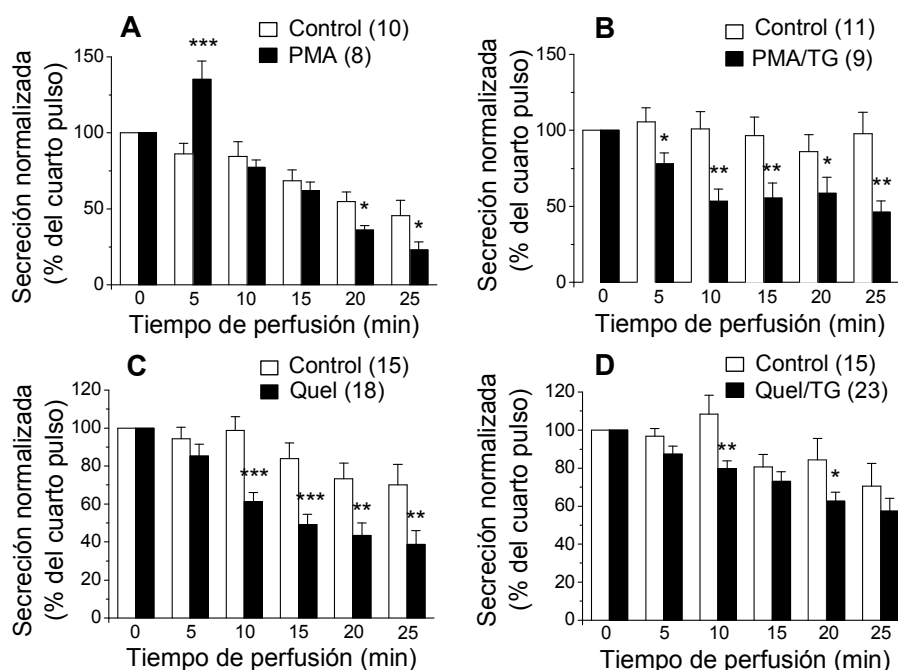 A
Control (10)
PMA (8)
150
100
50
0
***
*
*
0 5 10 15 20 25
Tiempo de perfusión (min)
Secreción normalizada
(% del cuarto pulso)
B
Control (11)
PMA/TG (9)
150
100
50
0
*
**
**
*
**
0 5 10 15 20 25
Tiempo de perfusión (min)
Secreción normalizada
(% del cuarto pulso)
C
Control (15)
Quel (18)
120
100
80
60
40
20
0
***
***
**
**
0 5 10 15 20 25
Tiempo de perfusión (min)
Secreción normalizada
(% del cuarto pulso)
D
Control (15)
Quel/TG (23)
120
100
80
60
40
20
0
**
*
0 5 10 15 20 25
Tiempo de perfusión (min)
Secreción normalizada
(% del cuarto pulso)